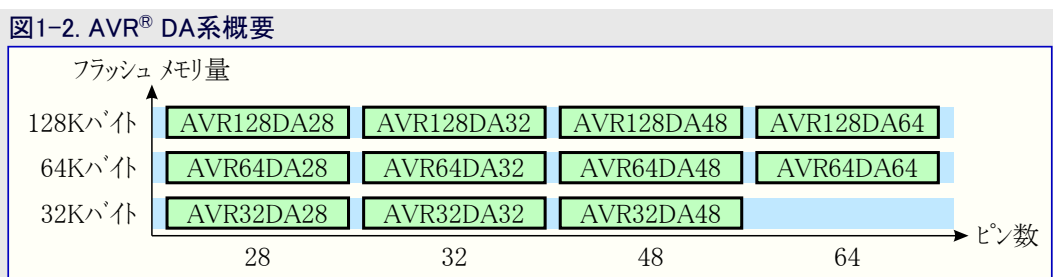 図1-2. AVR® DA系概要
フラッシュ メモリ量
128Kバイト AVR128DA28 AVR128DA32 AVR128DA48 AVR128DA64
64Kバイト AVR64DA28 AVR64DA32 AVR64DA48 AVR64DA64
32Kバイト AVR32DA28 AVR32DA32 AVR32DA48
ピン数
28 32 48 64